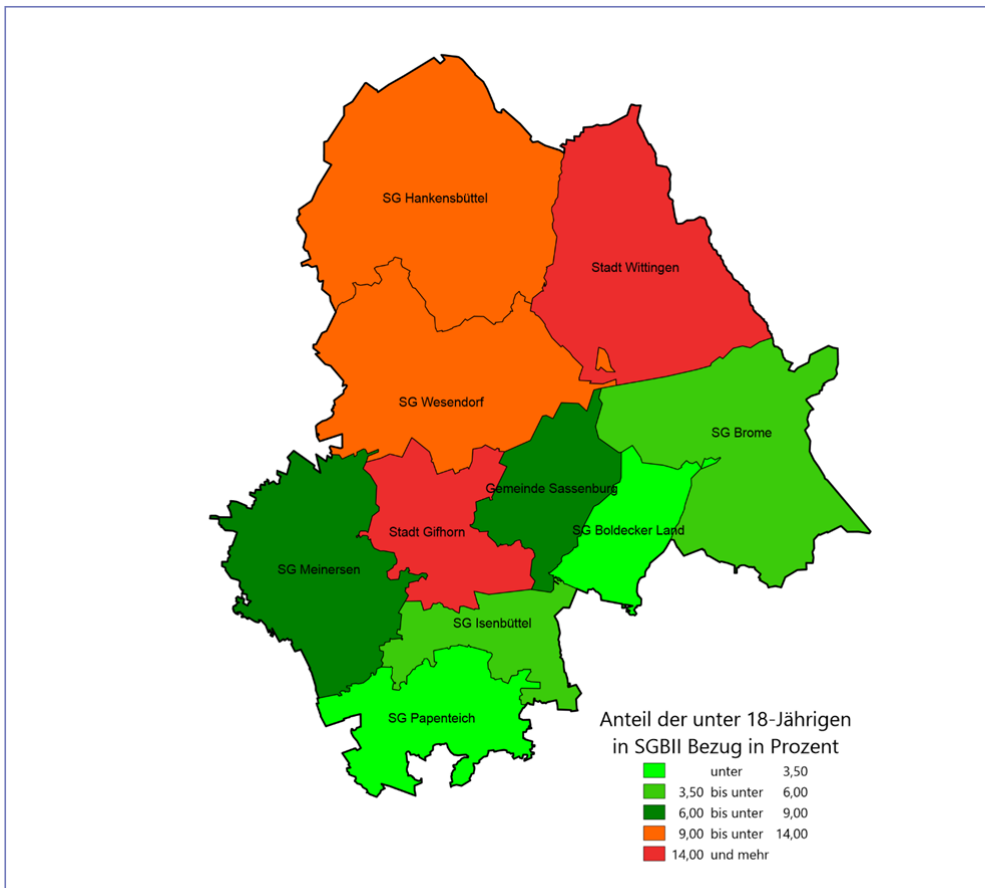 SG Hankensbüttel
Stadt Wittingen
SG Wesendorf
SG Brome
Gemeinde Sassenburg
Stadt Gifhorn
SG Boldecker Land
SG Meinersen
SG Isenbüttel
SG Papenteich
Anteil der unter 18-Jährigen
in SGBII Bezug in Prozent
unter 3,50
3,50 bis unter 6,00
6,00 bis unter 9,00
9,00 bis unter 14,00
14,00 und mehr